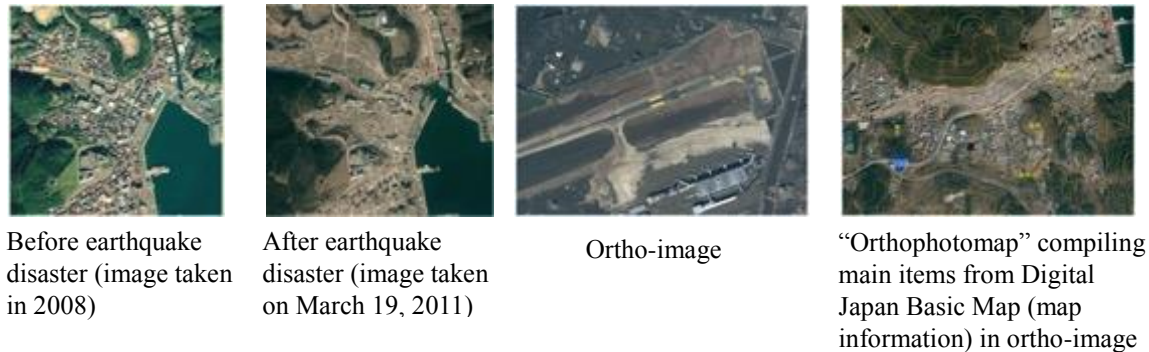 Before earthquake
disaster (image taken
in 2008)
After earthquake
disaster (image taken
on March 19, 2011)
Ortho-image
“Orthophotomap” compiling
main items from Digital
Japan Basic Map (map
information) in ortho-image